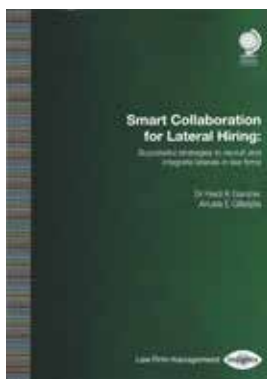 Smart Collaboration
for Lateral Hiring:
Successful strategies to recruit and
integrate laterals in law firms
Dr Heidi K Gardner
Anusia E Gillespie
Law Firm management
insights